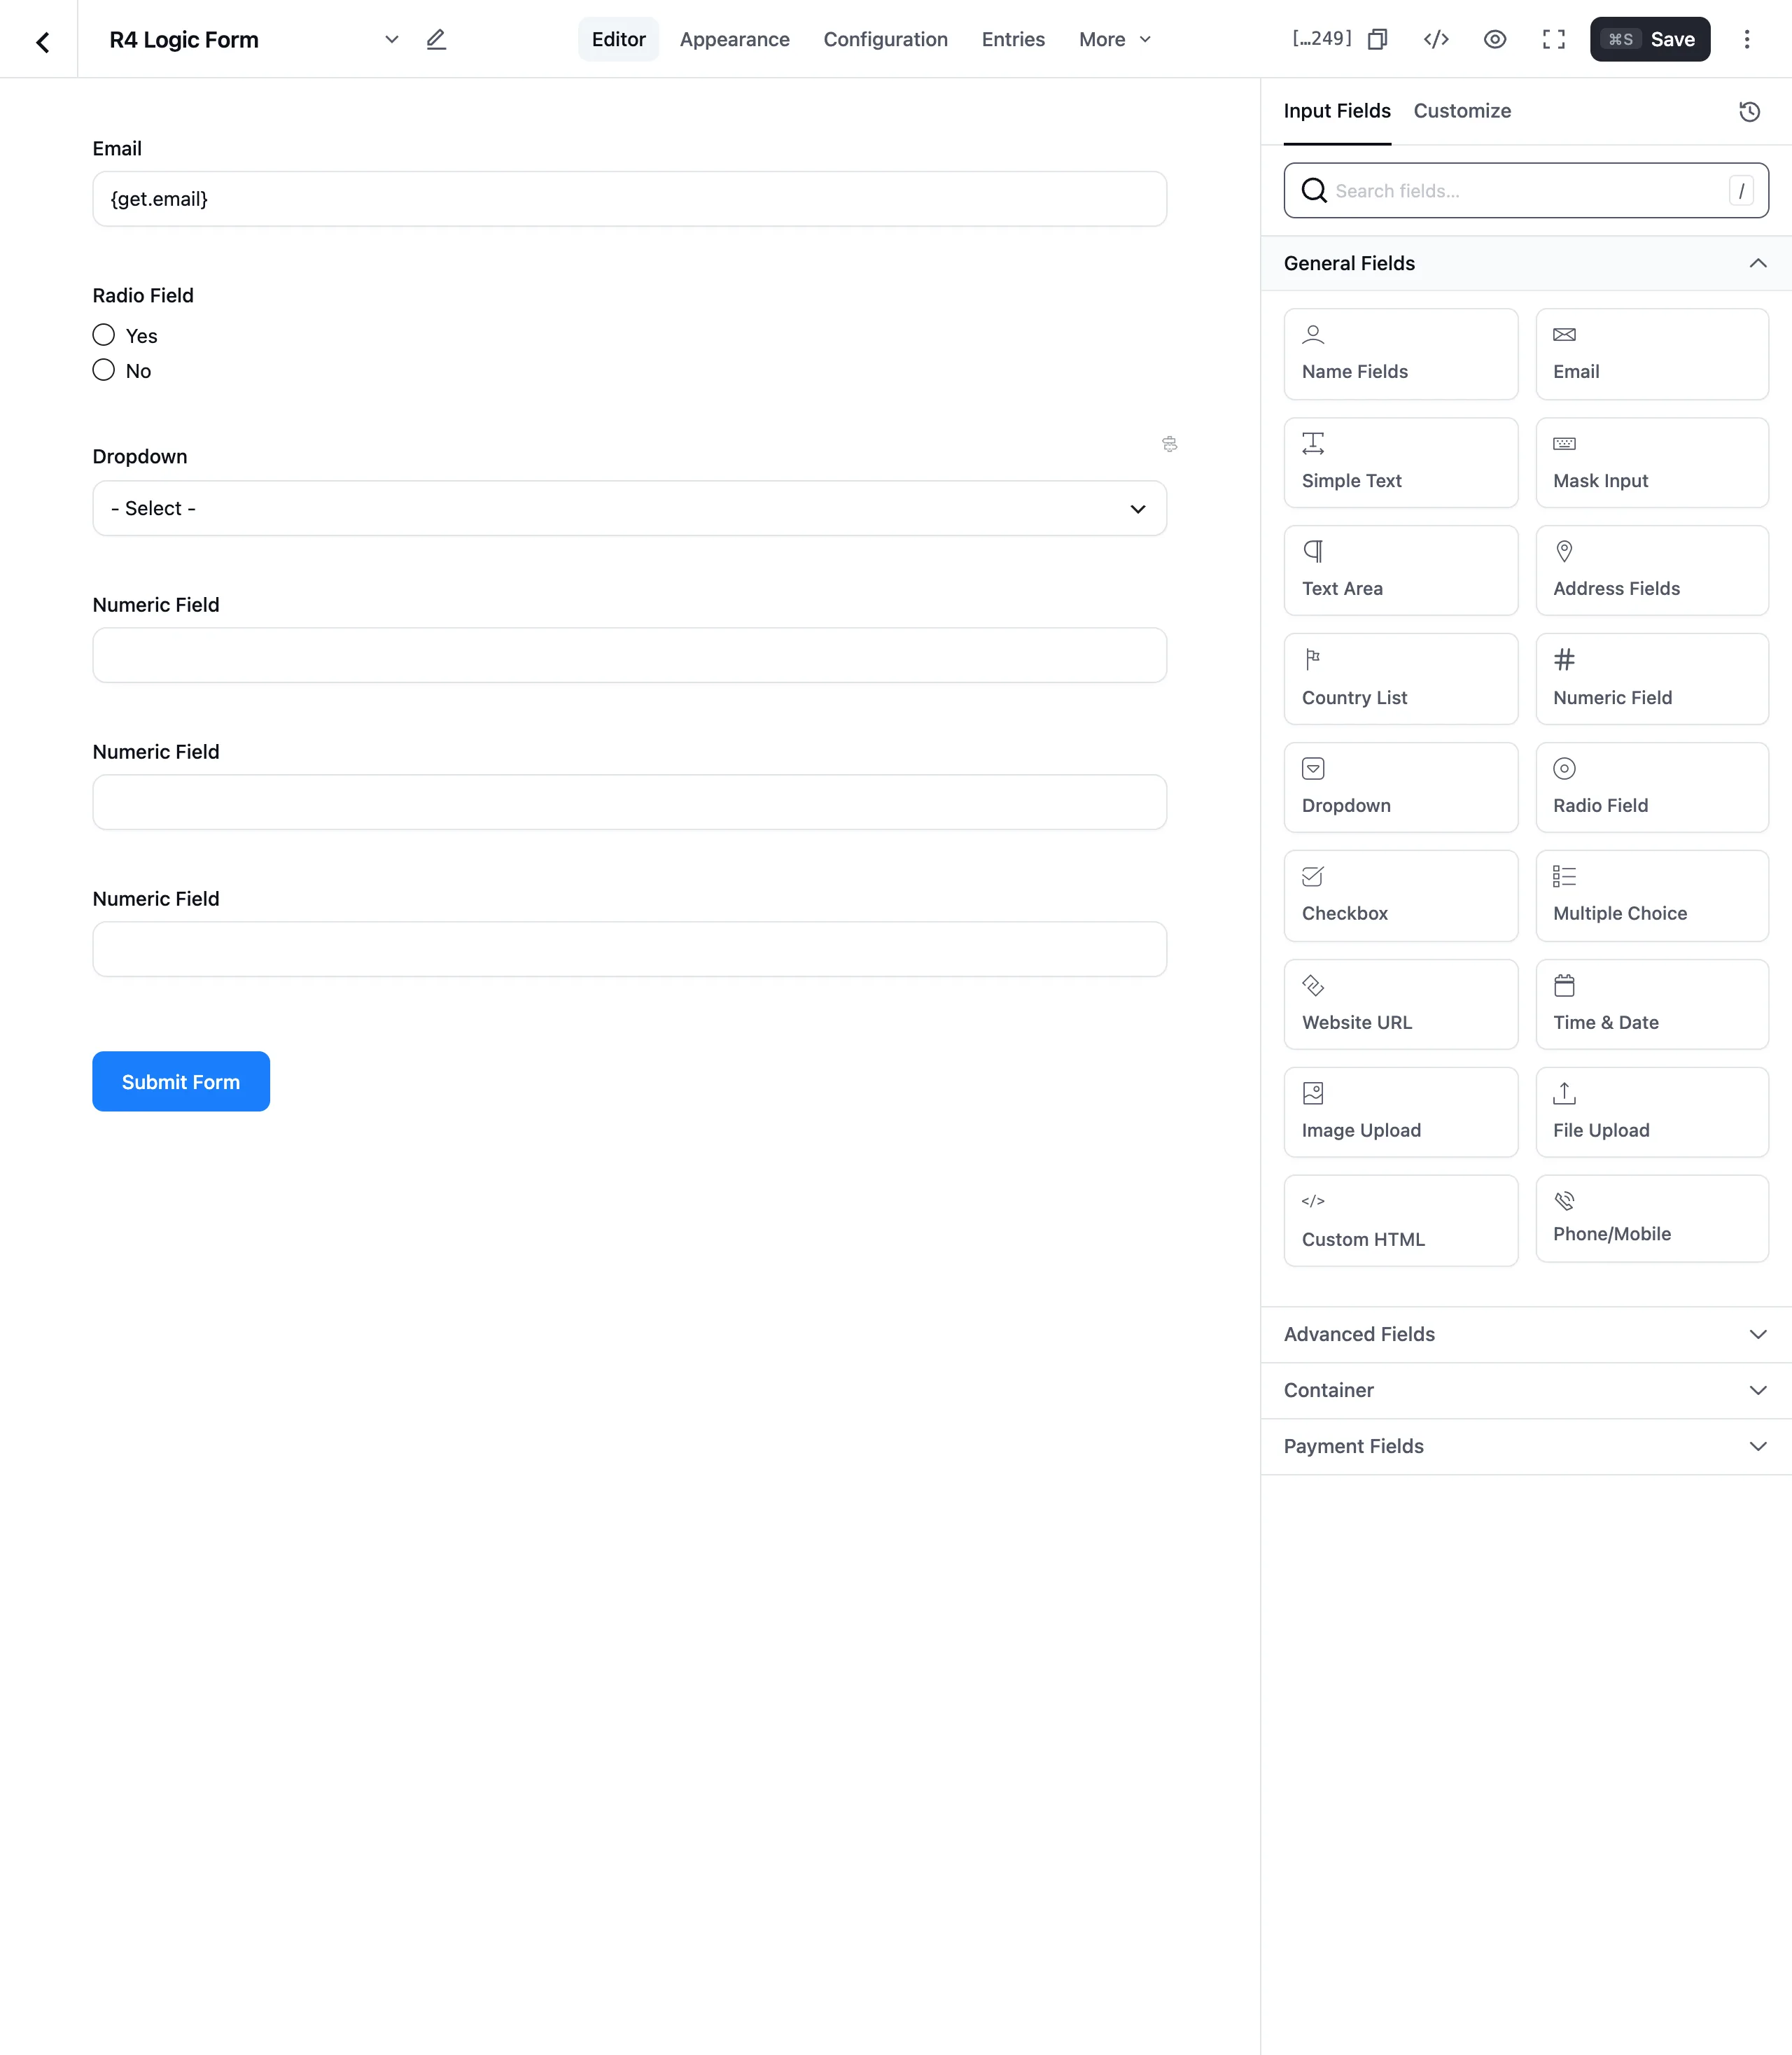 R4 Logic Form
Editor Appearance Configuration Entries More
[...249] ⌘S Save
Email
{get.email}
Radio Field
Yes
No
Dropdown
- Select -
Numeric Field
Numeric Field
Numeric Field
Submit Form
Input Fields Customize
Search fields... /
General Fields
Name Fields Email
Simple Text Mask Input
Text Area Address Fields
Country List Numeric Field
Dropdown Radio Field
Checkbox Multiple Choice
Website URL Time & Date
Image Upload File Upload
Custom HTML Phone/Mobile
Advanced Fields
Container
Payment Fields